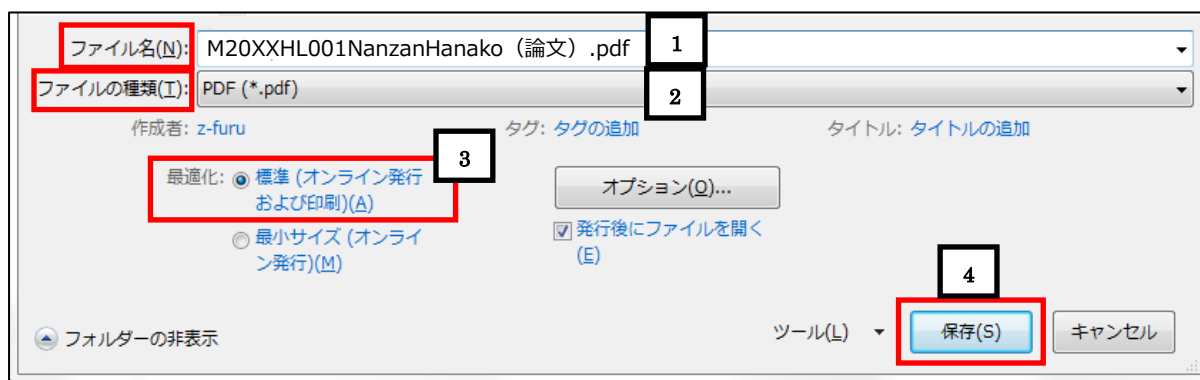 ファイル名(N): M20XXHL001NanzanHanako（論文）.pdf 1
ファイルの種類(T): PDF (*.pdf) 2
作成者: z-furu タグ: タグの追加 タイトル: タイトルの追加
3
最適化: 標準 (オンライン発行
および印刷)(A)
オプション(O)...
最小サイズ (オンライ
ン発行)(M)
発行後にファイルを開く
(E)
4
フォルダーの非表示 ツール(L) 保存(S) キャンセル